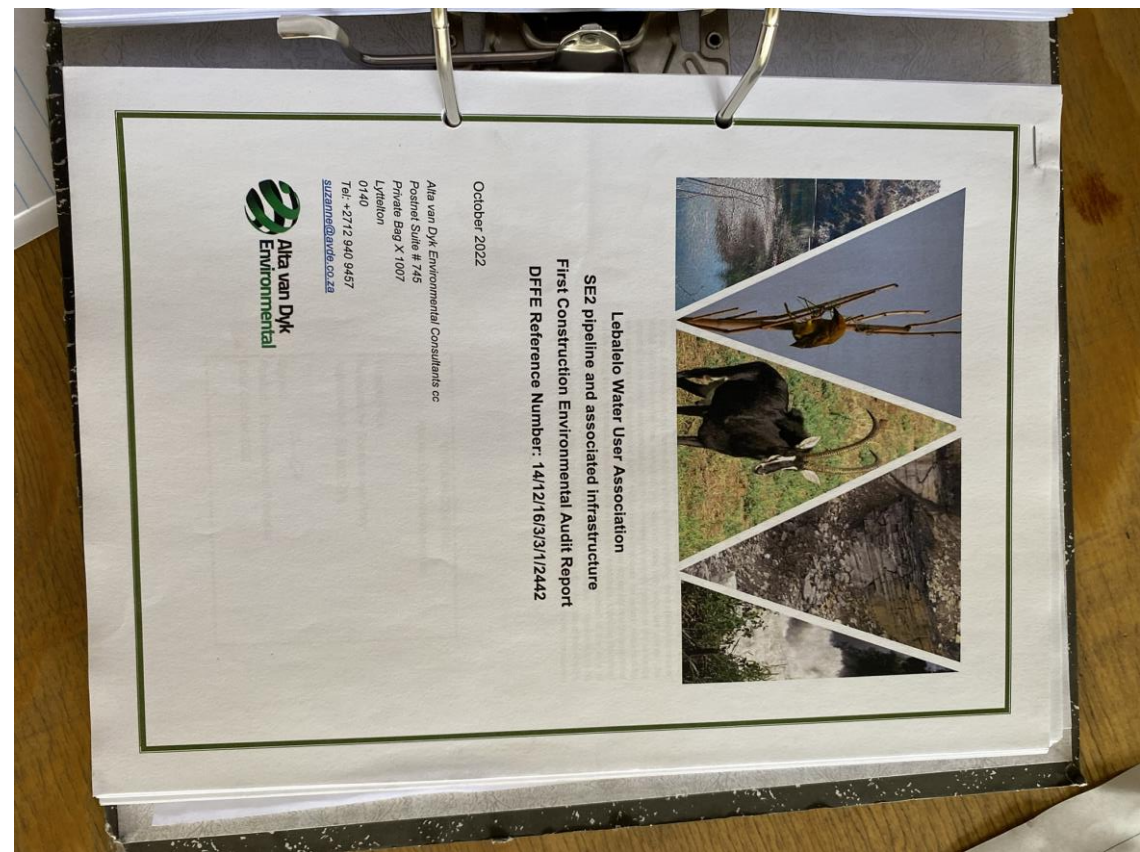 Lebalelo Water User Association
SE2 pipeline and associated infrastructure
First Construction Environmental Audit Report
DFFE Reference Number: 14/12/16/3/3/1/2442
October 2022
Alta van Dyk Environmental Consultants cc
Postnet Suite # 745
Private Bag X 1007
Lyttelton
0140
Tel: +2712 940 9457
suzanne@avde.co.za
Alta van Dyk
Environmental